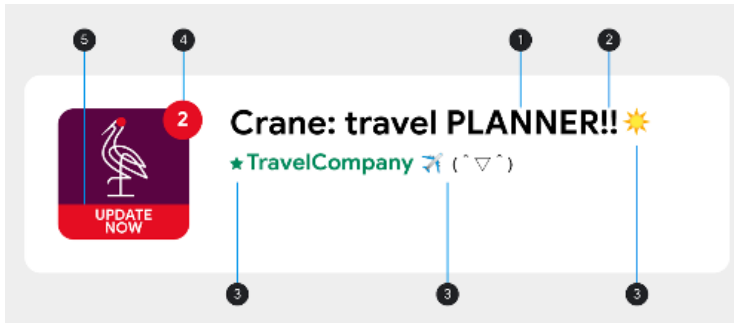 5 4 1 2
2
Crane: travel PLANNER!!☀️
★TravelCompany ✈️ (ˆ▽ˆ)
UPDATE
NOW
3 3 3